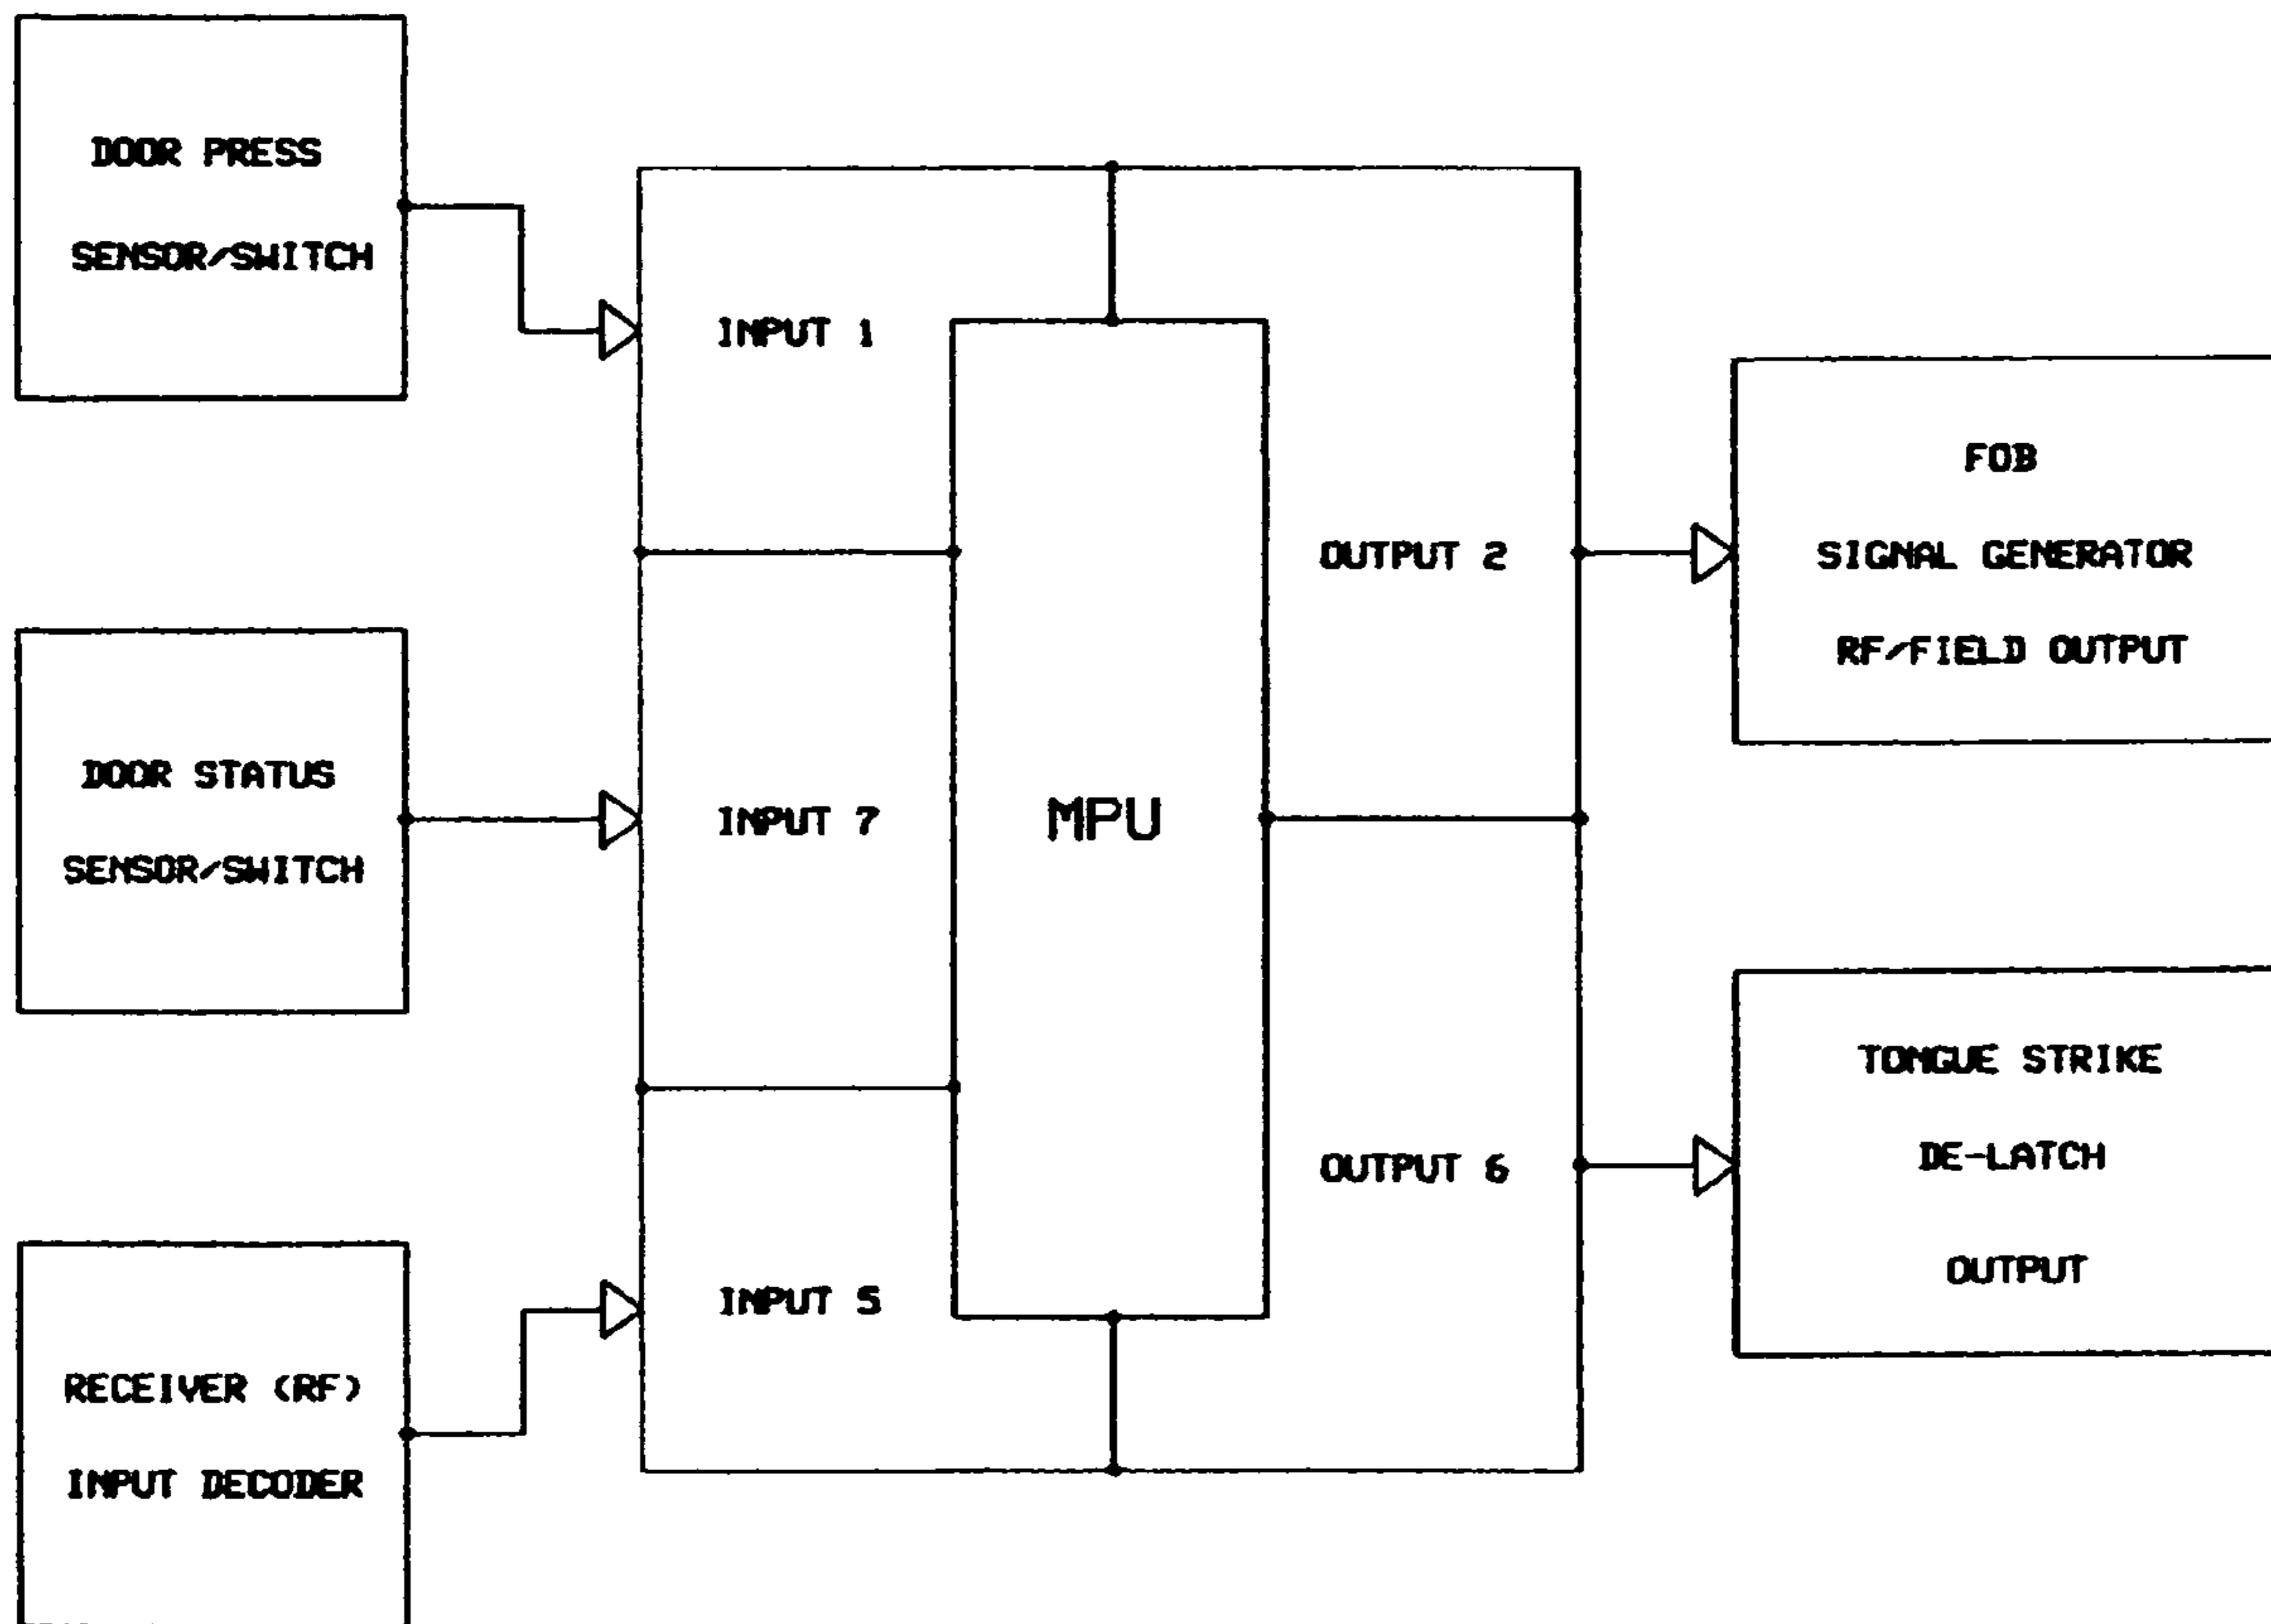 DOOR PRESS
SENSOR/SWITCH
DOOR STATUS
SENSOR/SWITCH
RECEIVER (RF)
INPUT DECODER
INPUT 1
INPUT 7
INPUT 5
MPU
OUTPUT 2
OUTPUT 6
FOB
SIGNAL GENERATOR
RF/FIELD OUTPUT
TONGUE STRIKE
DE-LATCH
OUTPUT